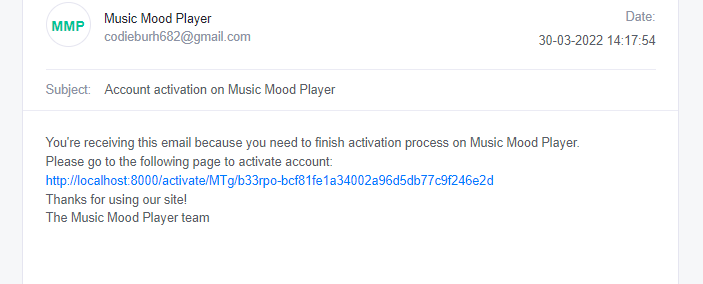 MMP
Music Mood Player
codieburh682@gmail.com
Date:
30-03-2022 14:17:54
Subject: Account activation on Music Mood Player
You're receiving this email because you need to finish activation process on Music Mood Player.
Please go to the following page to activate account:
http://localhost:8000/activate/MTg/b33rpo-bcf81fe1a34002a96d5db77c9f246e2d
Thanks for using our site!
The Music Mood Player team